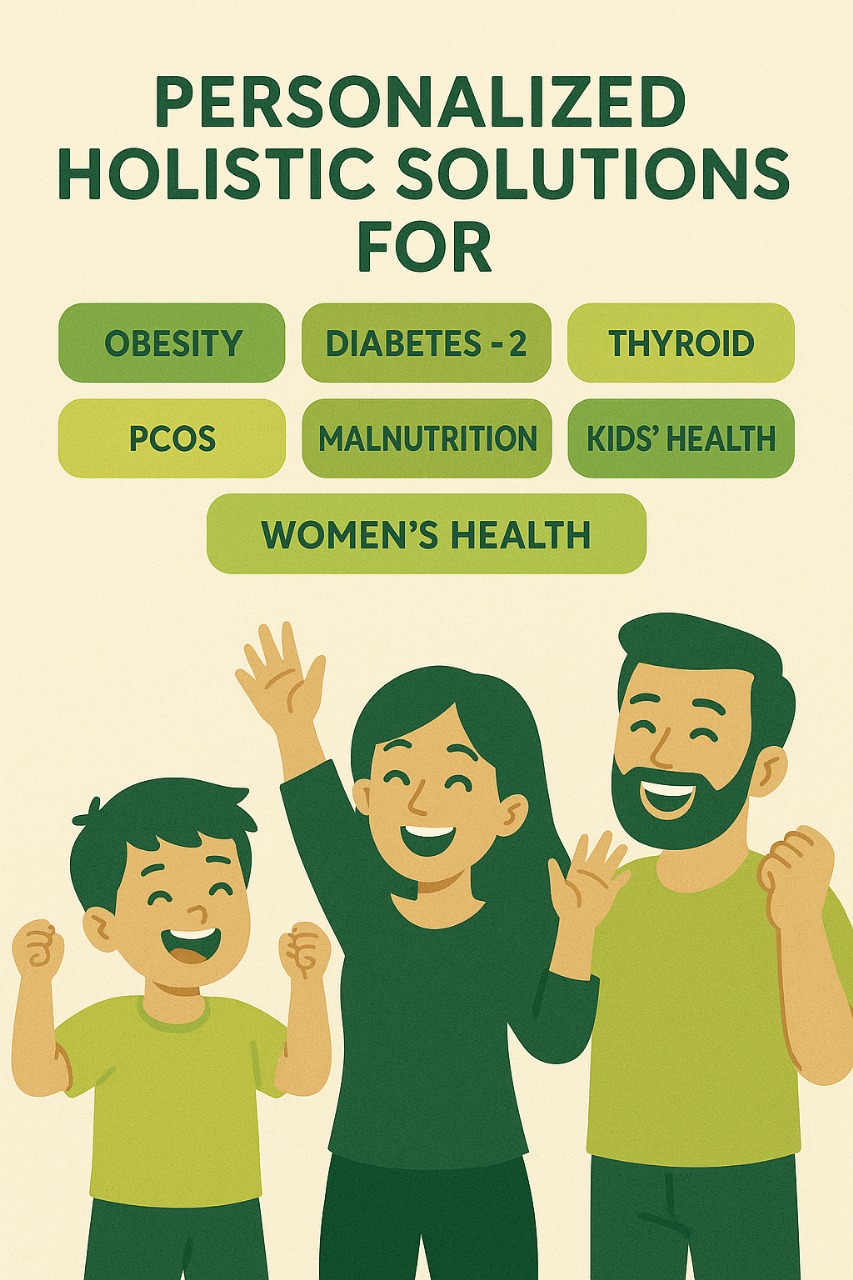 PERSONALIZED
HOLISTIC SOLUTIONS
FOR
OBESITY
DIABETES - 2
THYROID
PCOS
MALNUTRITION
KIDS’ HEALTH
WOMEN’S HEALTH